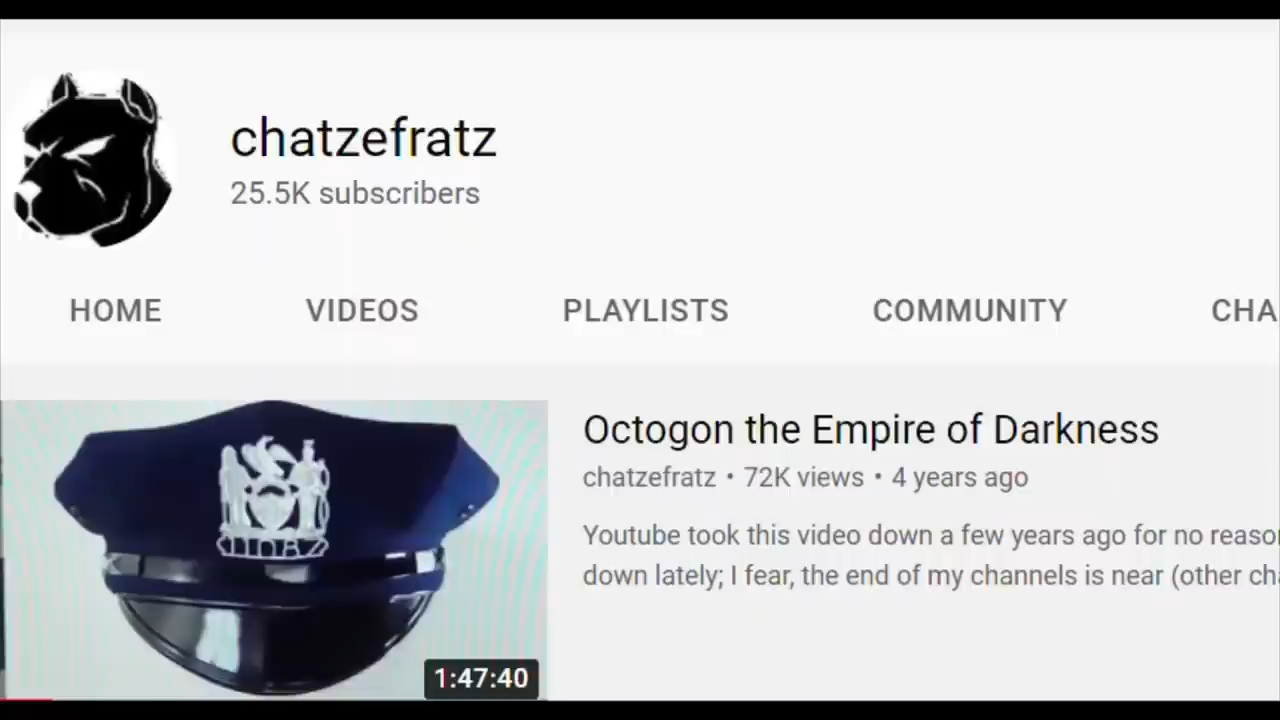 chatzefratz
25.5K subscribers
HOME VIDEOS PLAYLISTS COMMUNITY CHA
Octogon the Empire of Darkness
chatzefratz • 72K views • 4 years ago
Youtube took this video down a few years ago for no reaso
down lately; I fear, the end of my channels is near (other ch
1:47:40